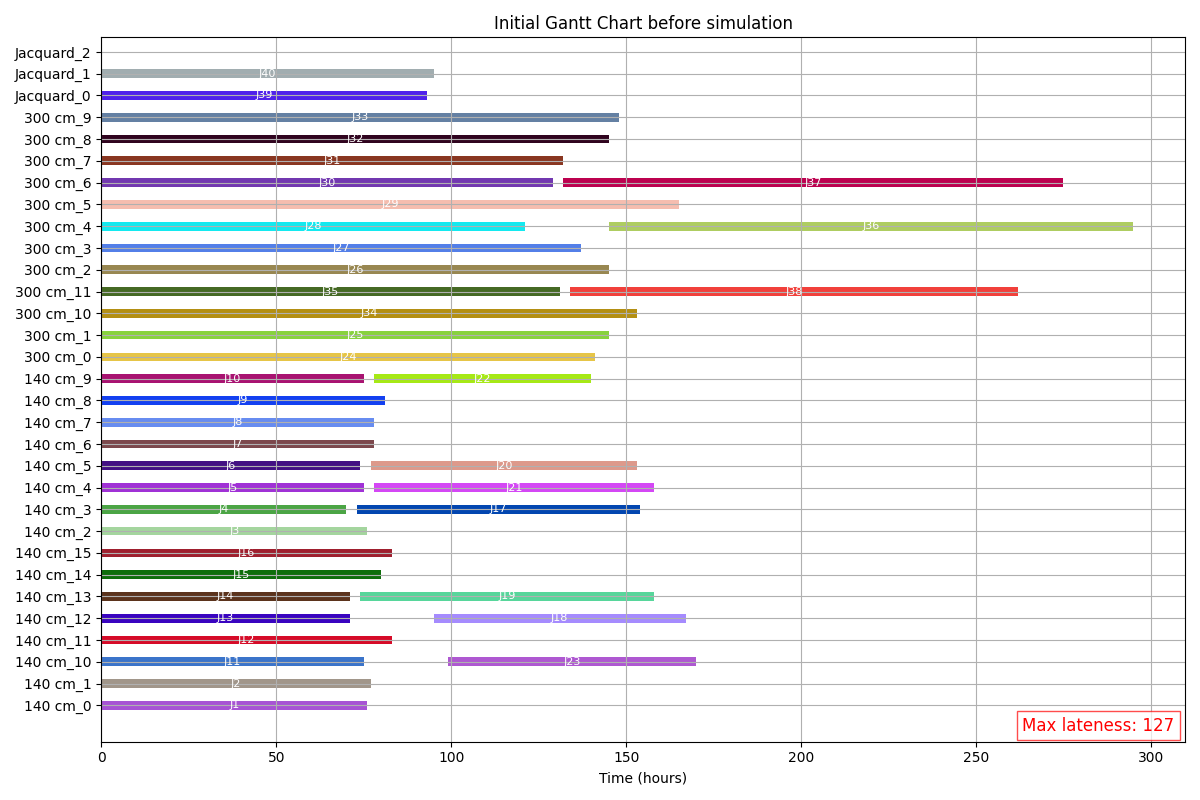 Initial Gantt Chart before simulation
Jacquard_2
Jacquard_1 J40
Jacquard_0 J39
300 cm_9 J33
300 cm_8 J32
300 cm_7 J31
300 cm_6 J30 J37
300 cm_5 J29
300 cm_4 J28 J36
300 cm_3 J27
300 cm_2 J26
300 cm_11 J35 J38
300 cm_10 J34
300 cm_1 J25
300 cm_0 J24
140 cm_9 J10 J22
140 cm_8 J9
140 cm_7 J8
140 cm_6 J7
140 cm_5 J6 J20
140 cm_4 J5 J21
140 cm_3 J4 J17
140 cm_2 J3
140 cm_15 J16
140 cm_14 J15
140 cm_13 J14 J19
140 cm_12 J13 J18
140 cm_11 J12
140 cm_10 J11 J23
140 cm_1 J2
140 cm_0 J1
Max lateness: 127
0 50 100 150 200 250 300
Time (hours)